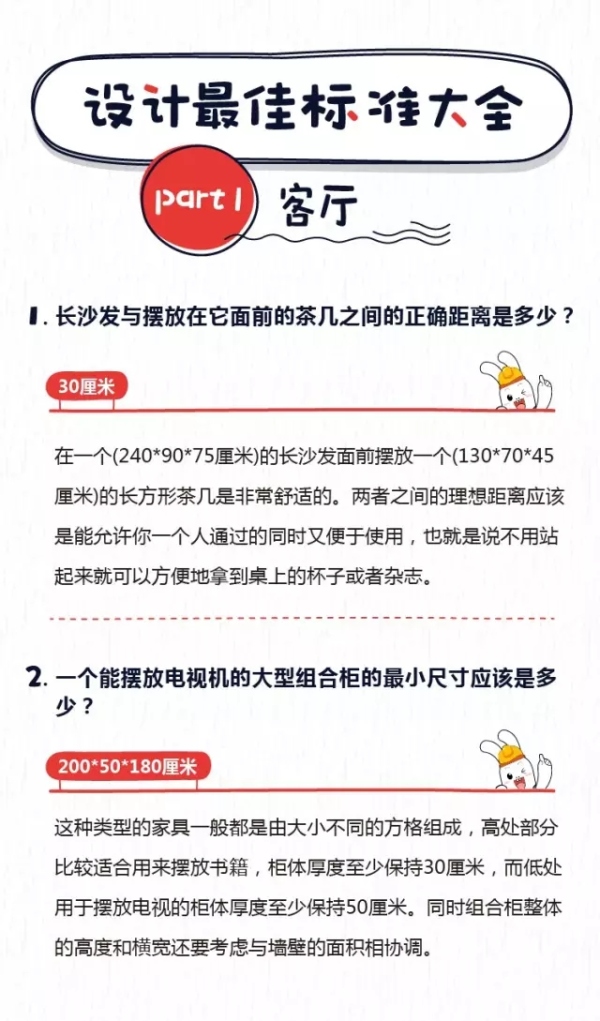 设计最佳标准大全
part 1 客厅
1. 长沙发与摆放在它面前的茶几之间的正确距离是多少？
30厘米
在一个(240*90*75厘米)的长沙发面前摆放一个(130*70*45
厘米)的长方形茶几是非常舒适的。两者之间的理想距离应该
是能允许你一个人通过的同时又便于使用，也就是说不用站
起来就可以方便地拿到桌上的杯子或者杂志。
2. 一个能摆放电视机的大型组合柜的最小尺寸应该是多
少？
200*50*180厘米
这种类型的家具一般都是由大小不同的方格组成，高处部分
比较适合用来摆放书籍，柜体厚度至少保持30厘米，而低处
用于摆放电视的柜体厚度至少保持50厘米。同时组合柜整体
的高度和横宽还要考虑与墙壁的面积相协调。